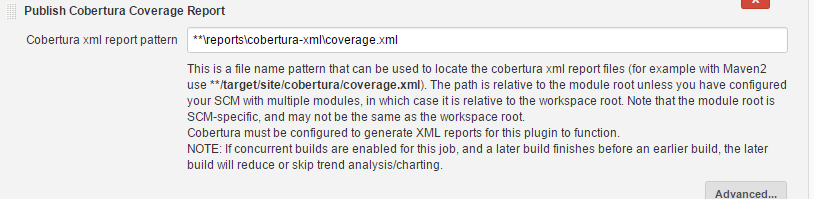 Publish Cobertura Coverage Report
Cobertura xml report pattern
**\reports\cobertura-xml\coverage.xml
This is a file name pattern that can be used to locate the cobertura xml report files (for example with Maven2
use **/target/site/cobertura/coverage.xml). The path is relative to the module root unless you have configured
your SCM with multiple modules, in which case it is relative to the workspace root. Note that the module root is
SCM-specific, and may not be the same as the workspace root.
Cobertura must be configured to generate XML reports for this plugin to function.
NOTE: If concurrent builds are enabled for this job, and a later build finishes before an earlier build, the later
build will reduce or skip trend analysis/charting.
Advanced...